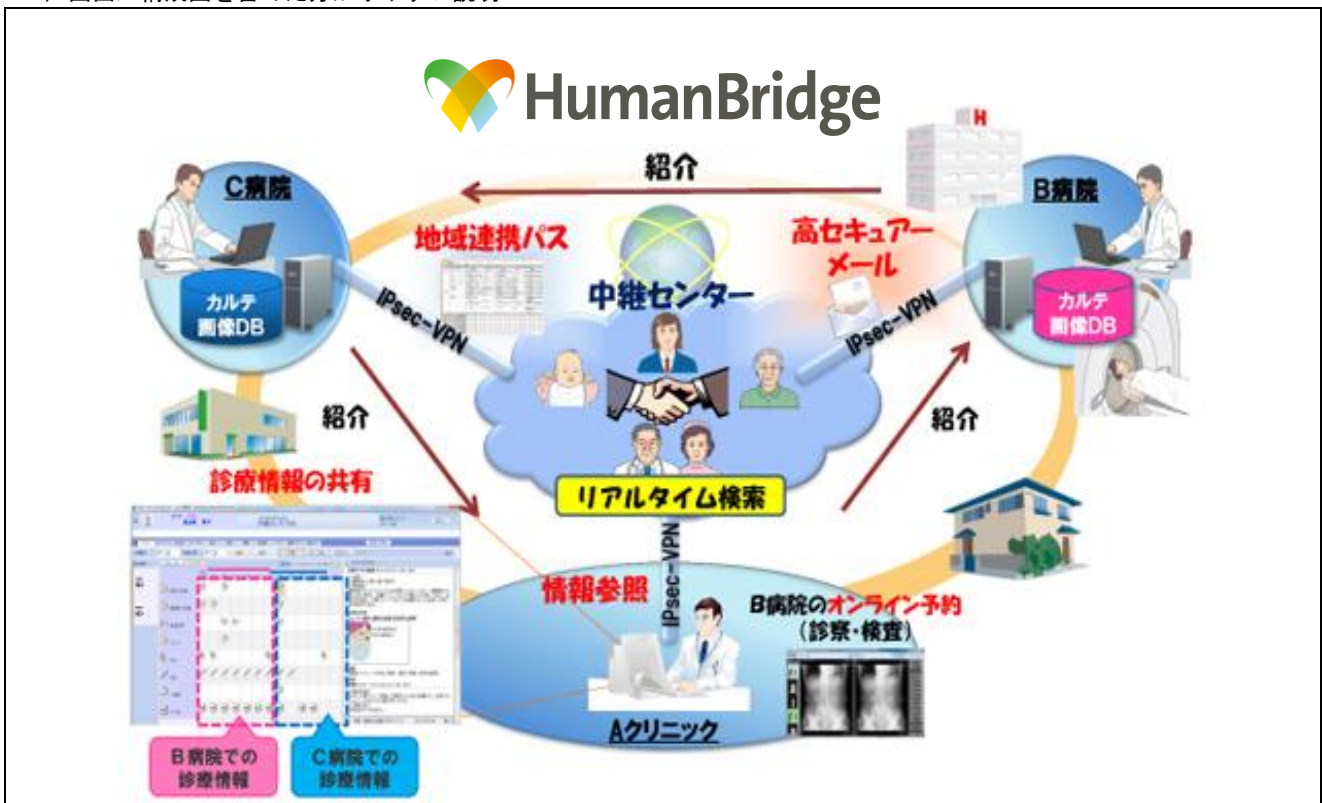 HumanBridge
紹介
C病院
B病院
地域連携パス
高セキュアー
メール
中継センター
カルテ
画像DB
IPsec-VPN
IPsec-VPN
カルテ
画像DB
紹介
紹介
診療情報の共有
リアルタイム検索
IPsec-VPN
情報参照
B病院のオンライン予約
(診察・検査)
Aクリニック
B病院での
診療情報
C病院での
診療情報
H